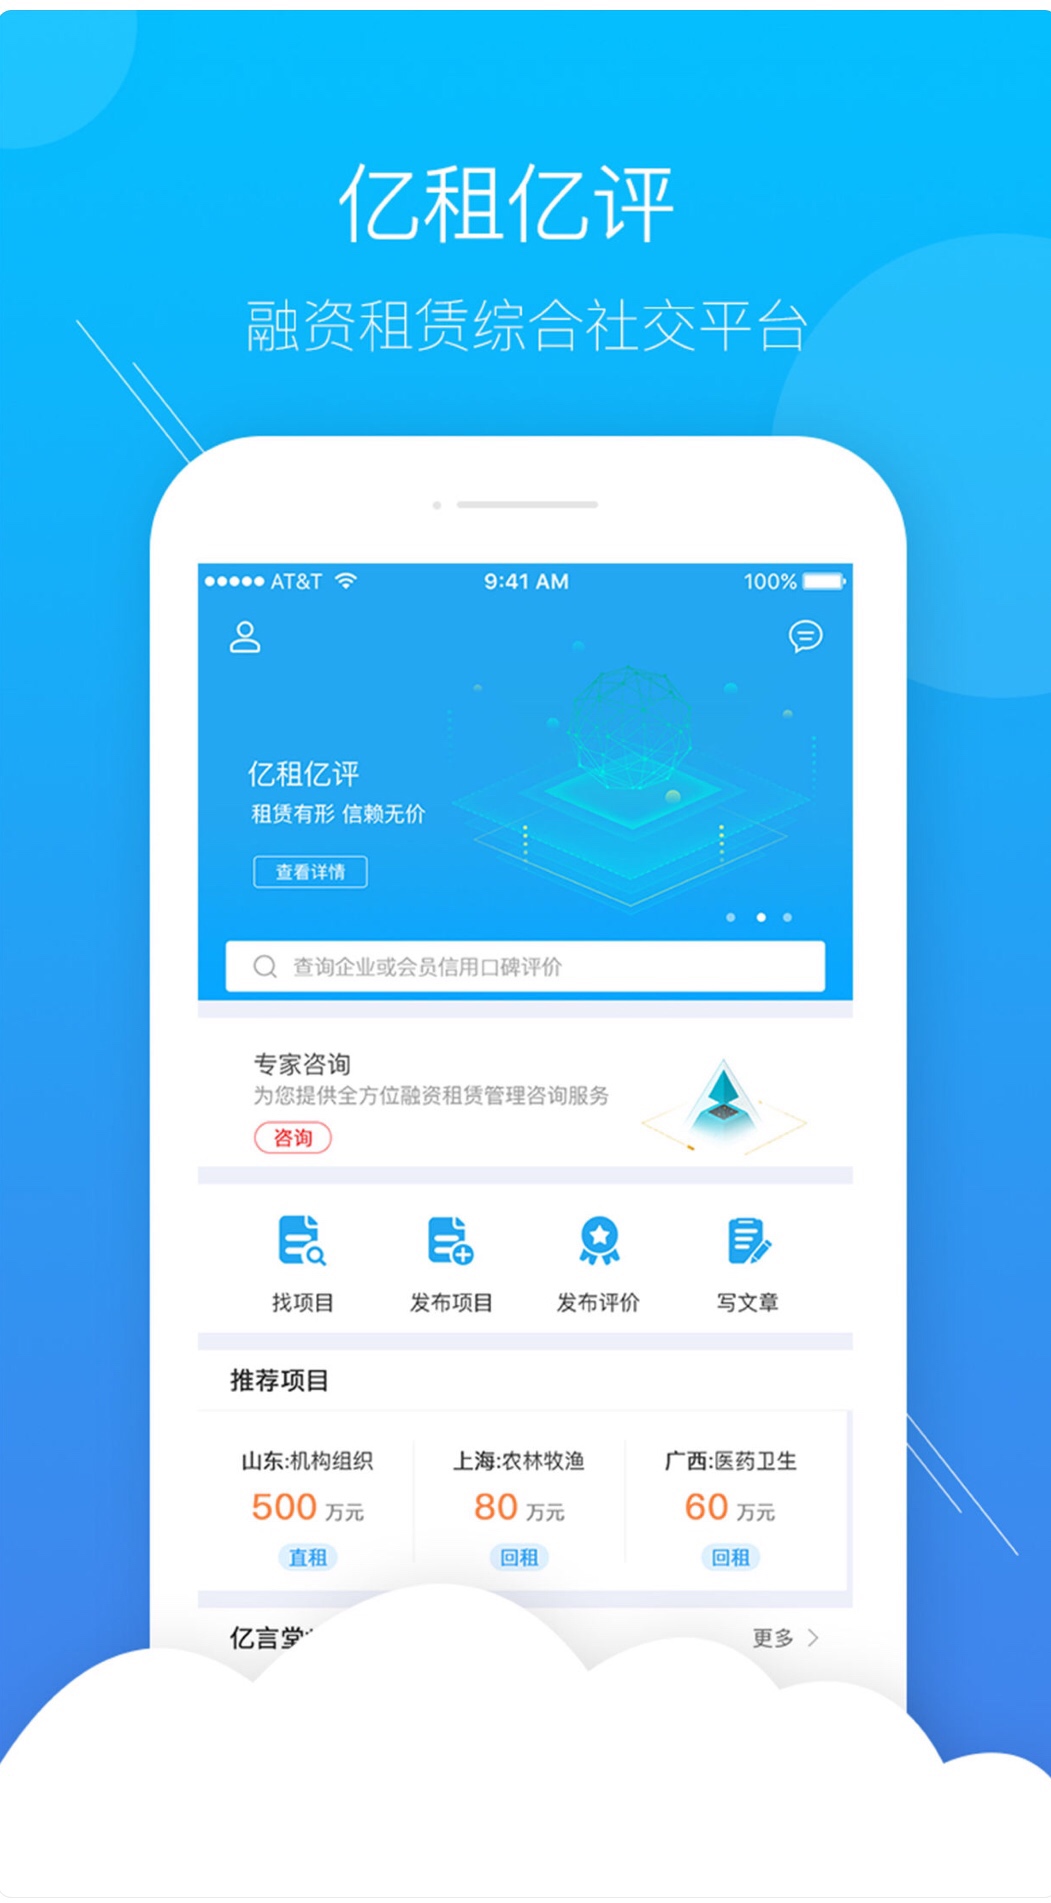 亿租亿评
融资租赁综合社交平台
AT&T 9:41 AM 100%
亿租亿评
租赁有形 信赖无价
查看详情
查询企业或会员信用口碑评价
专家咨询
为您提供全方位融资租赁管理咨询服务
咨询
找项目 发布项目 发布评价 写文章
推荐项目
山东:机构组织 上海:农林牧渔 广西:医药卫生
500 万元 80 万元 60 万元
直租 回租 回租
亿言堂 更多